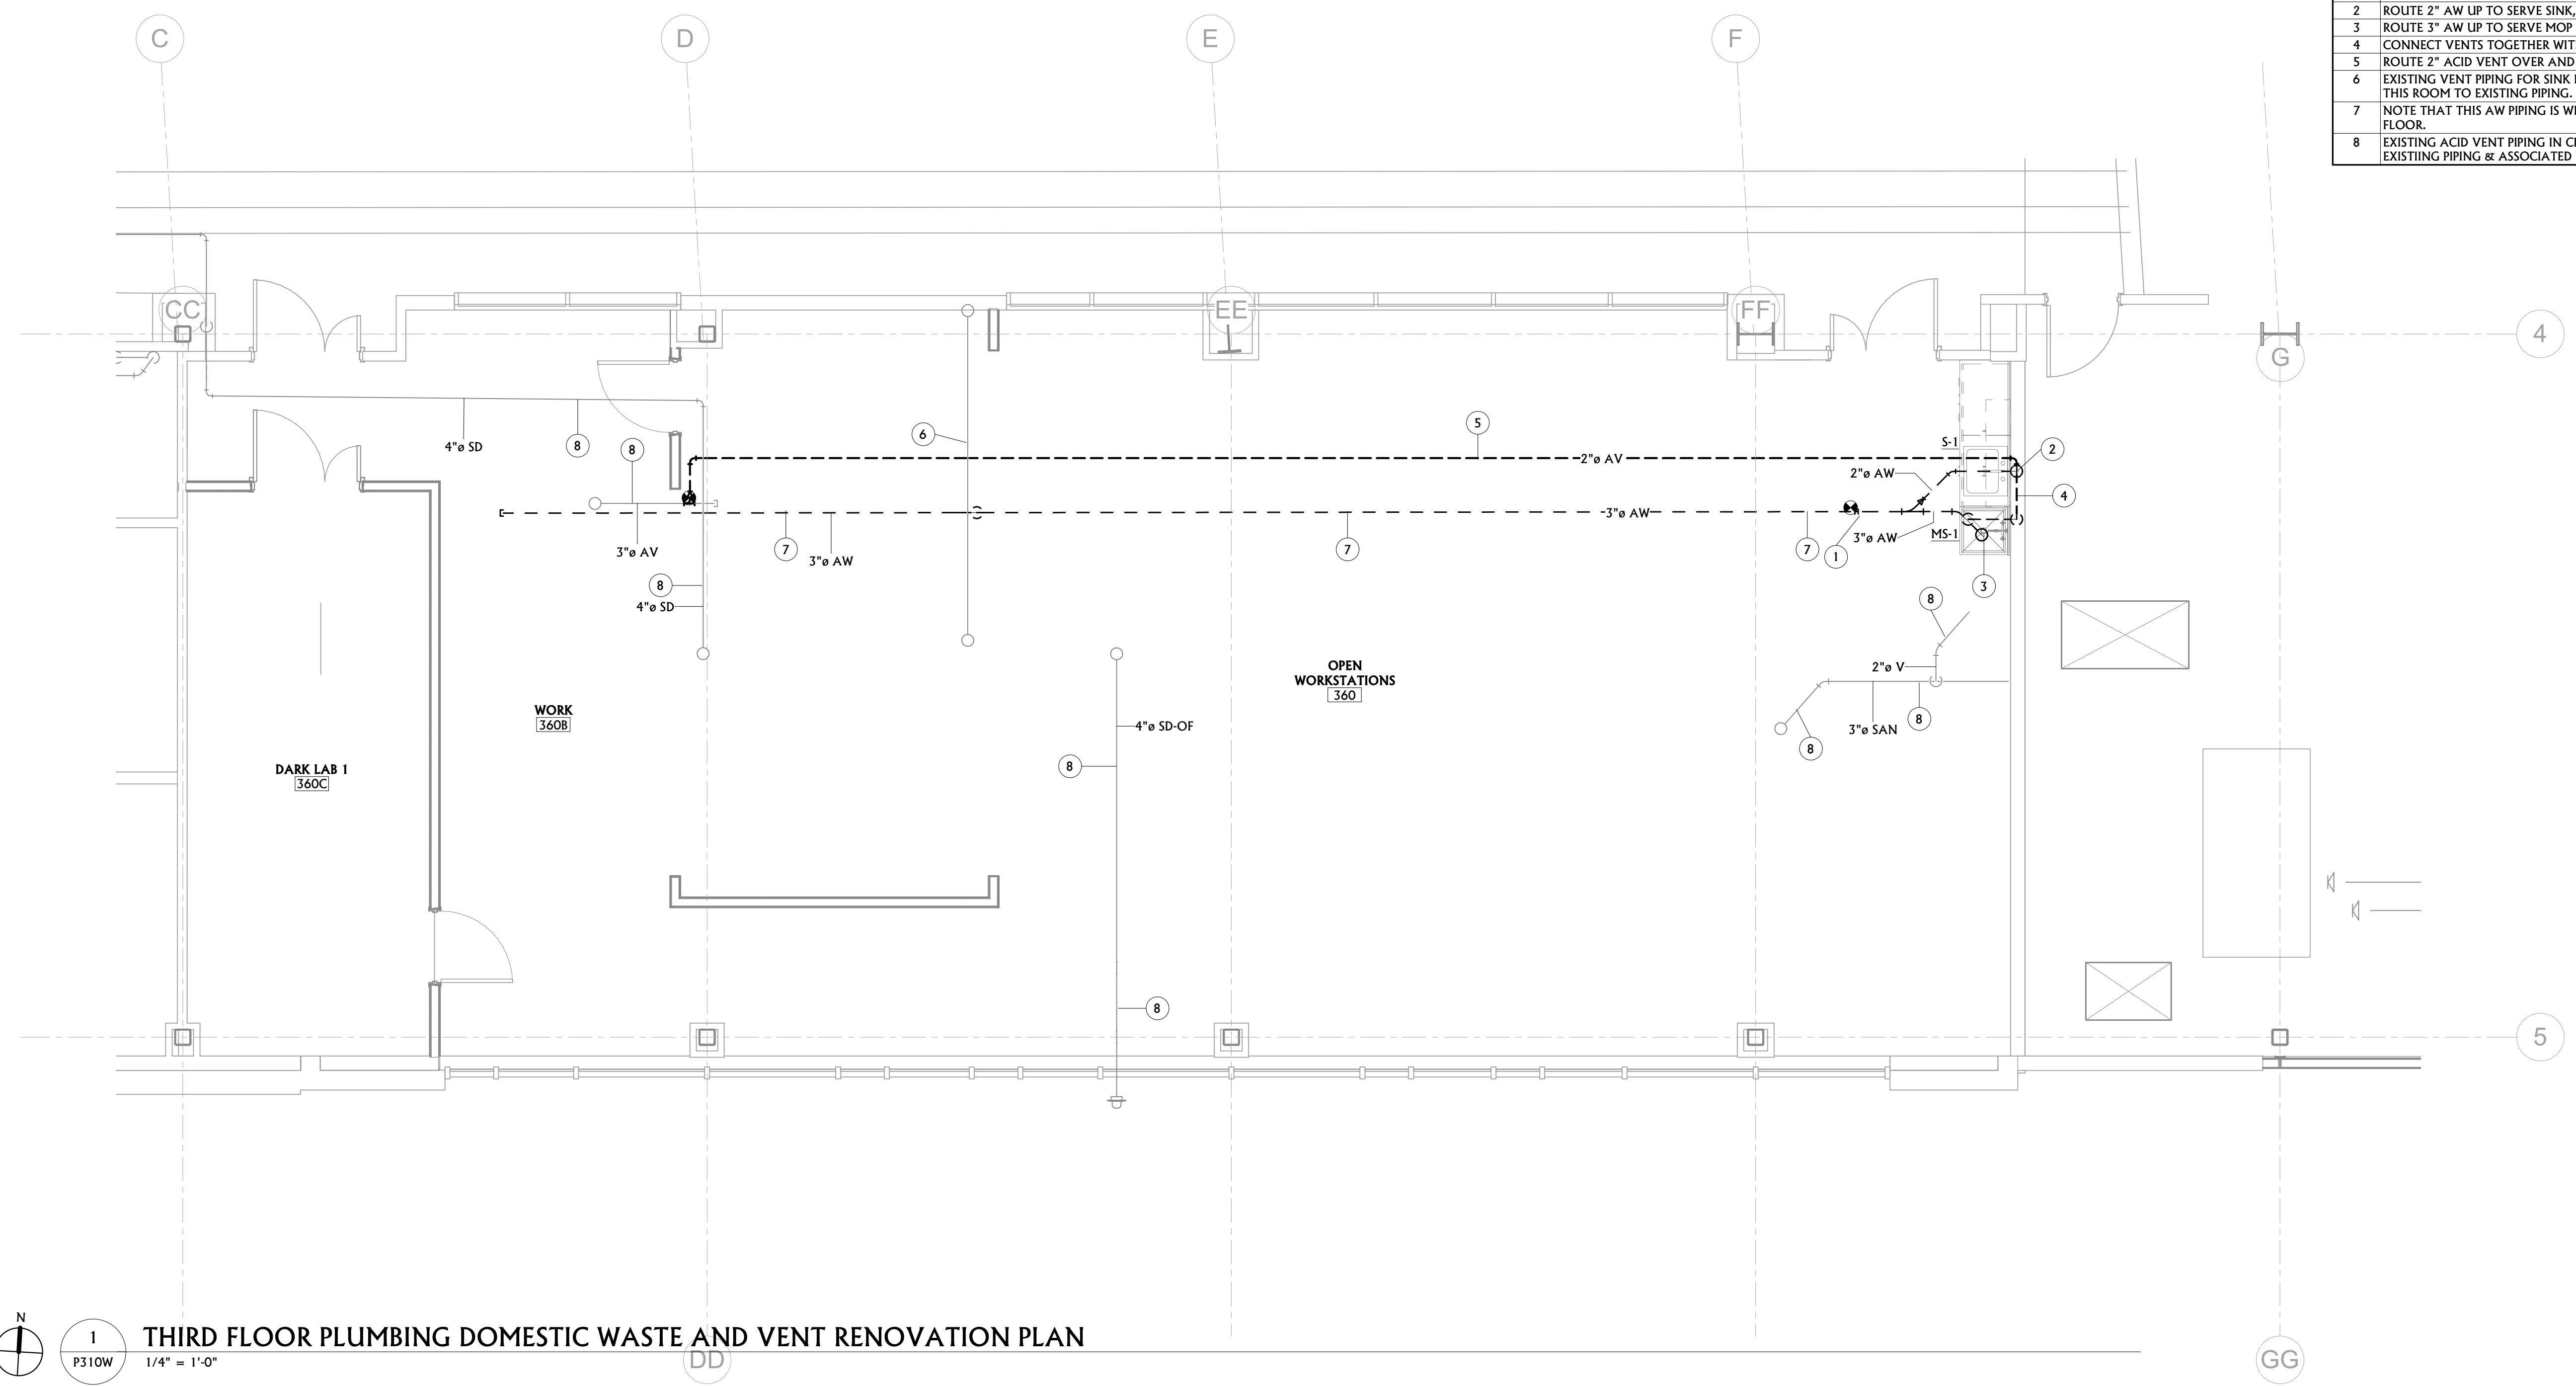 2 ROUTE 2" AW UP TO SERVE SINK,
3 ROUTE 3" AW UP TO SERVE MOP
4 CONNECT VENTS TOGETHER WIT
5 ROUTE 2" ACID VENT OVER AND
6 EXISTING VENT PIPING FOR SINK
THIS ROOM TO EXISTING PIPING.
7 NOTE THAT THIS AW PIPING IS
FLOOR.
8 EXISTING ACID VENT PIPING IN
EXISTIING PIPING & ASSOCIATED
C
D
E
F
CC
EE
FF
4
G
4"ø SD
8
8
6
5
S-1
2
2"ø AV
2"ø AW
4
3"ø AW
3"ø AV
7
3"ø AW
7
7
1
3"ø AW
MS-1
3
8
4"ø SD
8
2"ø V
OPEN
WORKSTATIONS
360
WORK
360B
4"ø SD-OF
3"ø SAN
8
8
8
DARK LAB 1
360C
8
5
N
1
P310W
THIRD FLOOR PLUMBING DOMESTIC WASTE AND VENT RENOVATION PLAN
1/4" = 1'-0"
DD
GG